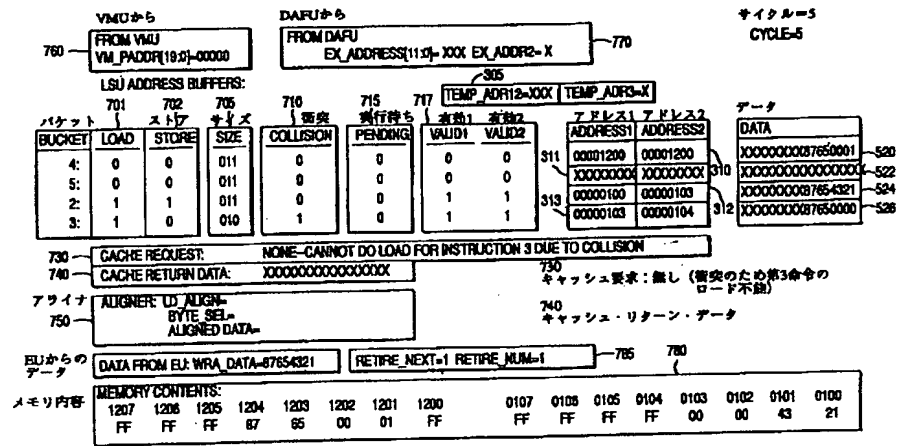 VMUから
DAFUから
サイクル=5
CYCLE=5
760
FROM VMU
VM_PADDR[19:0]=00000
FROM DAFU
EX_ADDRESS[11:0]= XXX EX_ADDR2= X
770
LSU ADDRESS BUFFERS:
305
TEMP_ADR12=XXX TEMP_ADR3=X
701 702 705 710 715 717
バケット ストア サイズ 衝突 実行待ち 有効1 有効2 アドレス1 アドレス2 データ
BUCKET LOAD STORE SIZE COLLISION PENDING VALID1 VALID2 ADDRESS1 ADDRESS2 DATA
4: 0 0 011 0 0 0 0 00001200 00001200 XXXXXXXX87650001 520
311 310
5: 0 0 011 0 0 0 0 XXXXXXXX XXXXXXXX XXXXXXXXXXXXXXXX 522
2: 1 1 011 0 0 1 1 00000100 00000103 XXXXXXXX87654321 524
313 312
3: 1 0 010 1 0 1 1 00000103 00000104 XXXXXXXX87650000 526
730 CACHE REQUEST: NONE-CANNOT DO LOAD FOR INSTRUCTION 3 DUE TO COLLISION
740 CACHE RETURN DATA: XXXXXXXXXXXXXXXX
730
キャッシュ要求:無し (衝突のため第3命令の
ロード不能)
740
キャッシュ・リターン・データ
アライナ
750
ALIGNER: LD_ALIGN=
BYTE_SEL=
ALIGNED DATA=
EUからの
データ
DATA FROM EU: WRA_DATA=87654321
RETIRE_NEXT=1 RETIRE_NUM=1
785
780
メモリ内容
MEMORY CONTENTS:
1207 1206 1205 1204 1203 1202 1201 1200 0107 0106 0105 0104 0103 0102 0101 0100
FF FF FF 87 65 00 01 FF FF FF FF FF 00 00 43 21